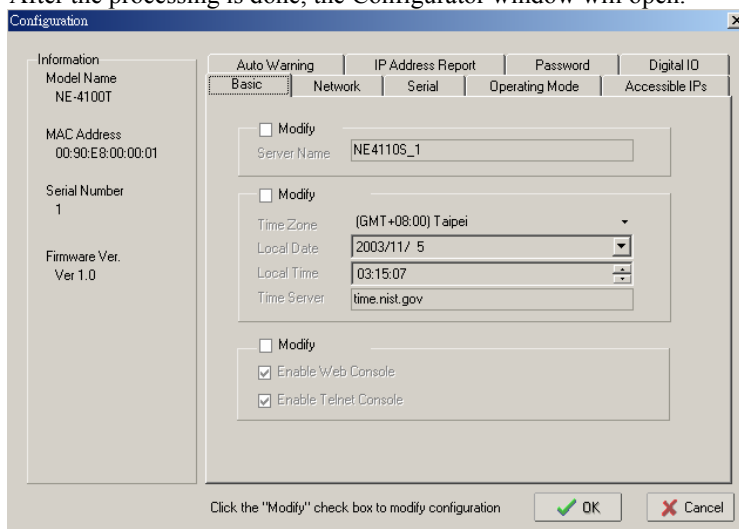 After the processing is done, the Configurator window will open.
Configuration
Information
Model Name
NE-4100T
MAC Address
00:90:E8:00:00:01
Serial Number
1
Firmware Ver.
Ver 1.0
Auto Warning IP Address Report Password Digital IO
Basic Network Serial Operating Mode Accessible IPs
Modify
Server Name NE4110S_1
Modify
Time Zone (GMT+08:00) Taipei
Local Date 2003/11/ 5
Local Time 03:15:07
Time Server time.nist.gov
Modify
Enable Web Console
Enable Telnet Console
Click the "Modify" check box to modify configuration OK Cancel